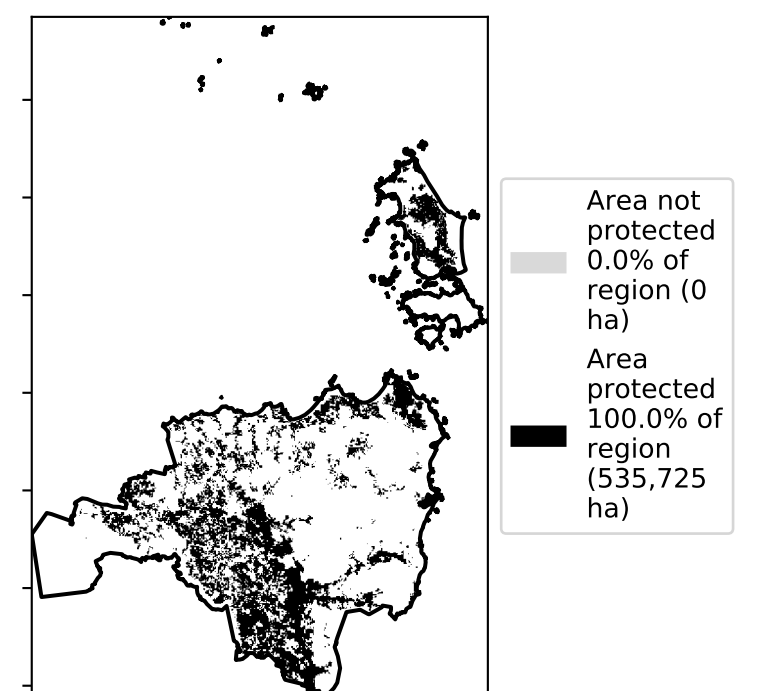 Area not
protected
0.0% of
region (0
ha)
Area
protected
100.0% of
region
(535,725
ha)